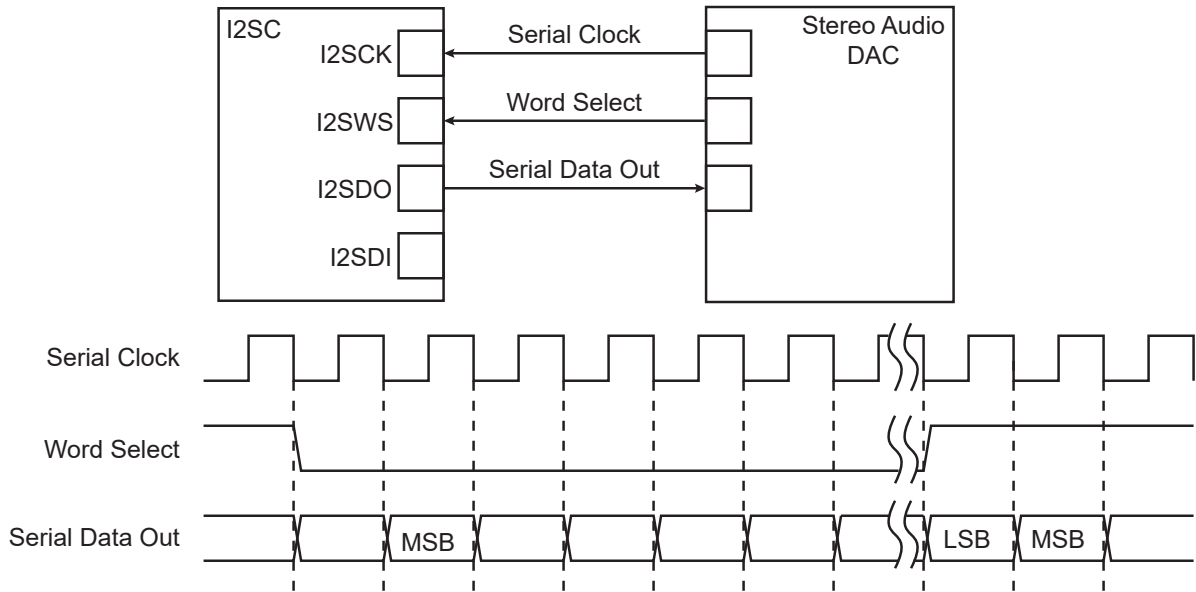 I2SC
Stereo Audio
DAC
I2SCK
Serial Clock
I2SWS
Word Select
I2SDO
Serial Data Out
I2SDI
Serial Clock
Word Select
Serial Data Out
MSB
LSB
MSB